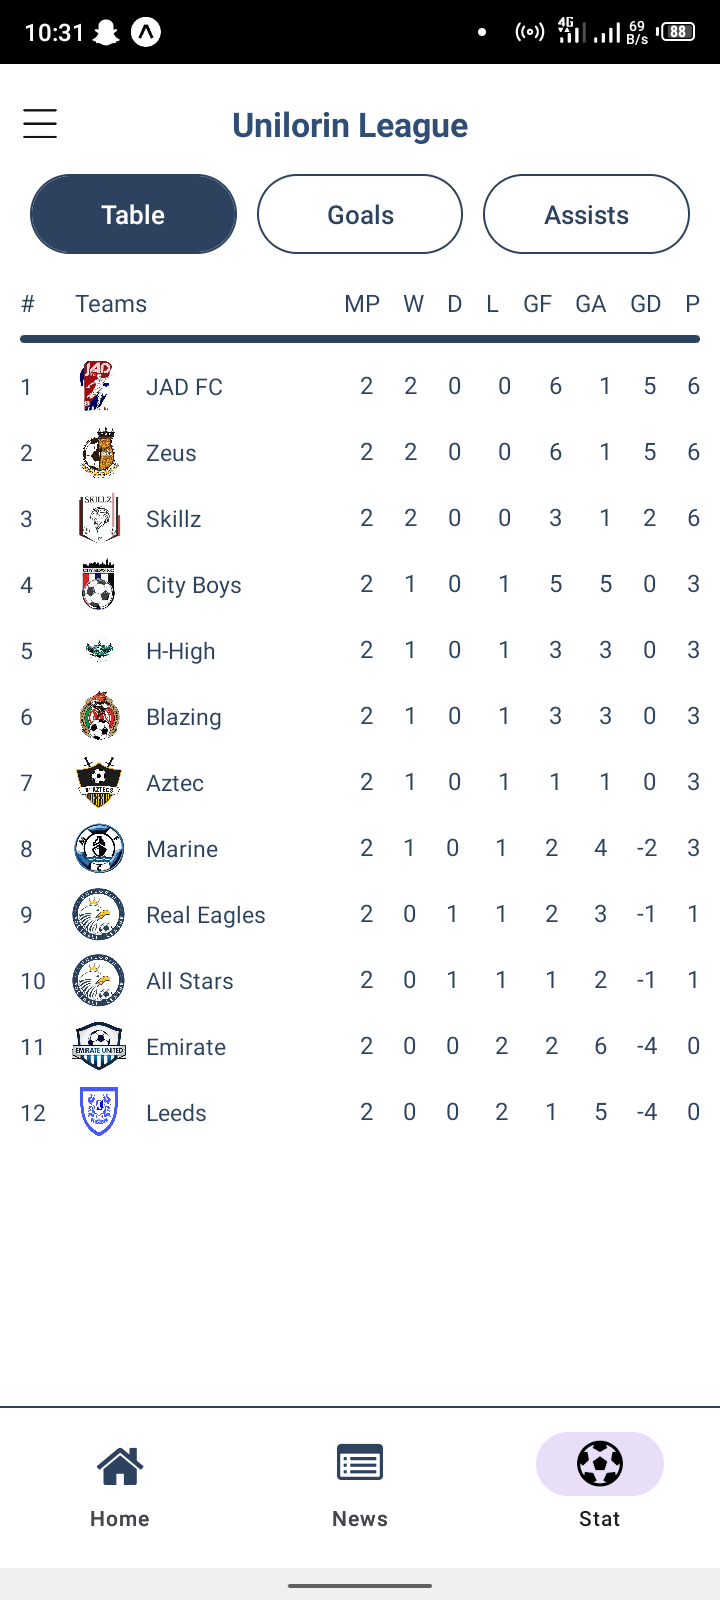 10:31 4G 69 B/s 88
Unilorin League
Table Goals Assists
# Teams MP W D L GF GA GD P
1 JAD FC 2 2 0 0 6 1 5 6
2 Zeus 2 2 0 0 6 1 5 6
3 SKILLZ Skillz 2 2 0 0 3 1 2 6
4 City Boys 2 1 0 1 5 5 0 3
5 H-High 2 1 0 1 3 3 0 3
6 Blazing 2 1 0 1 3 3 0 3
7 Aztec 2 1 0 1 1 1 0 3
8 Marine 2 1 0 1 2 4 -2 3
9 Real Eagles 2 0 1 1 2 3 -1 1
10 All Stars 2 0 1 1 1 2 -1 1
11 EMIRATE UNITED Emirate 2 0 0 2 2 6 -4 0
12 Leeds 2 0 0 2 1 5 -4 0
Home News Stat